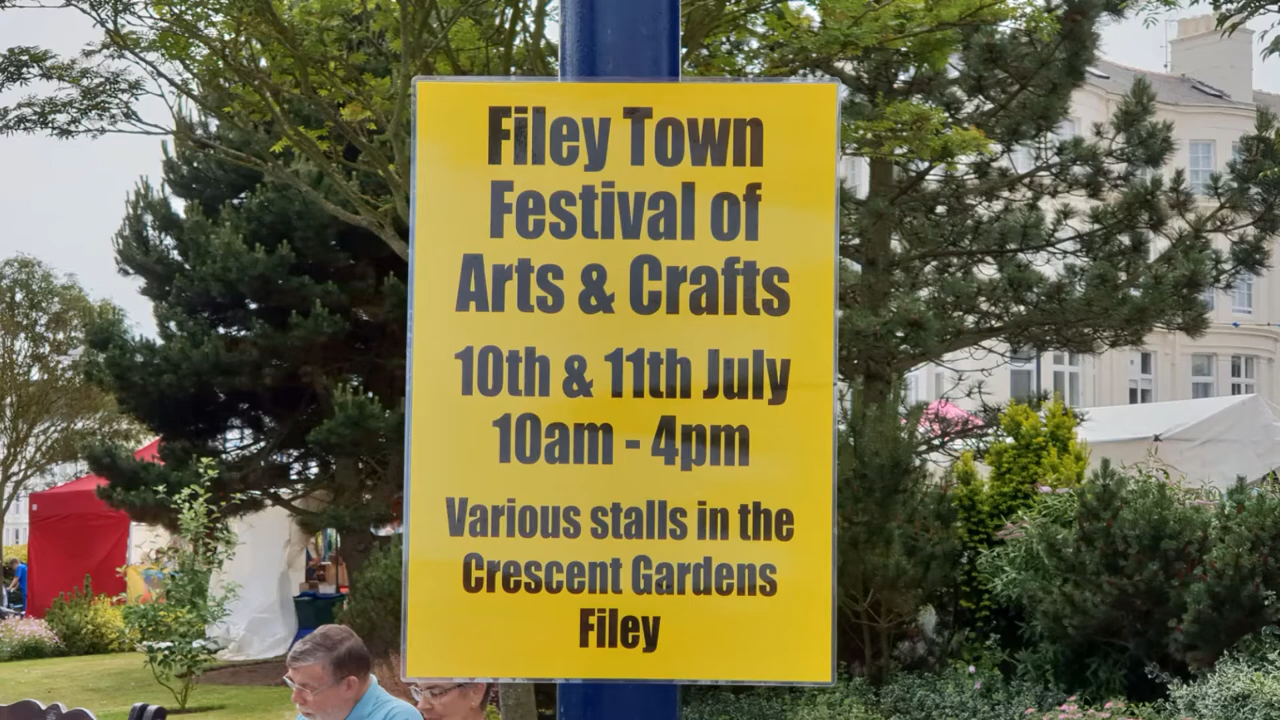 Filey Town
Festival of
Arts & Crafts
10th & 11th July
10am - 4pm
Various stalls in the
Crescent Gardens
Filey